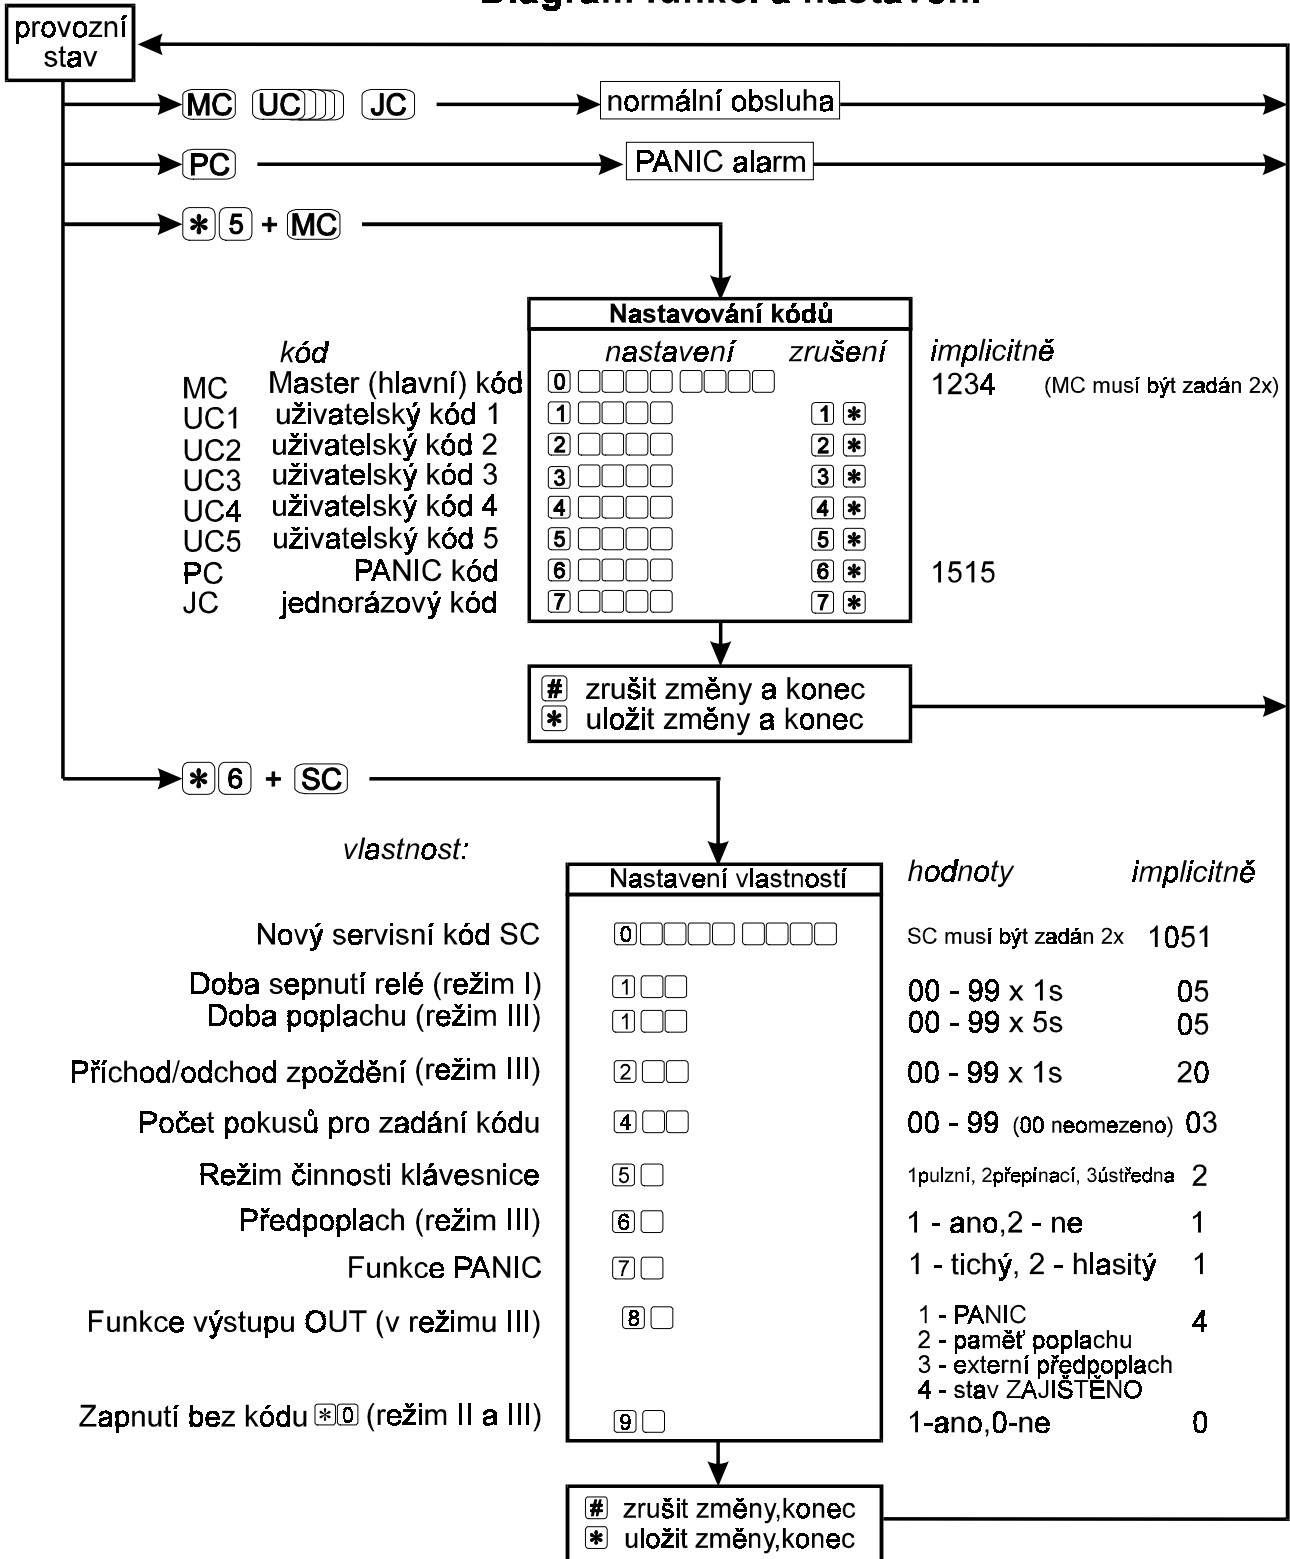 Diagram funkcí a nastavení
provozní
stav
MC UC JC normální obsluha
PC PANIC alarm
* 5 + MC
Nastavování kódů
kód nastavení zrušení implicitně
MC Master (hlavní) kód 0 1234 (MC musí být zadán 2x)
UC1 uživatelský kód 1 1 1 *
UC2 uživatelský kód 2 2 2 *
UC3 uživatelský kód 3 3 3 *
UC4 uživatelský kód 4 4 4 *
UC5 uživatelský kód 5 5 5 *
PC PANIC kód 6 6 * 1515
JC jednorázový kód 7 7 *
# zrušit změny a konec
* uložit změny a konec
* 6 + SC
vlastnost:
Nastavení vlastností hodnoty implicitně
Nový servisní kód SC 0 SC musí být zadán 2x 1051
Doba sepnutí relé (režim I) 1 00 - 99 x 1s 05
Doba poplachu (režim III) 1 00 - 99 x 5s 05
Příchod/odchod zpoždění (režim III) 2 00 - 99 x 1s 20
Počet pokusů pro zadání kódu 4 00 - 99 (00 neomezeno) 03
Režim činnosti klávesnice 5 1pulzní, 2přepínací, 3ústředna 2
Předpoplach (režim III) 6 1 - ano,2 - ne 1
Funkce PANIC 7 1 - tichý, 2 - hlasitý 1
Funkce výstupu OUT (v režimu III) 8 1 - PANIC 4
2 - paměť poplachu
3 - externí předpoplach
4 - stav ZAJIŠTĚNO
Zapnutí bez kódu *0 (režim II a III) 9 1-ano,0-ne 0
# zrušit změny,konec
* uložit změny,konec